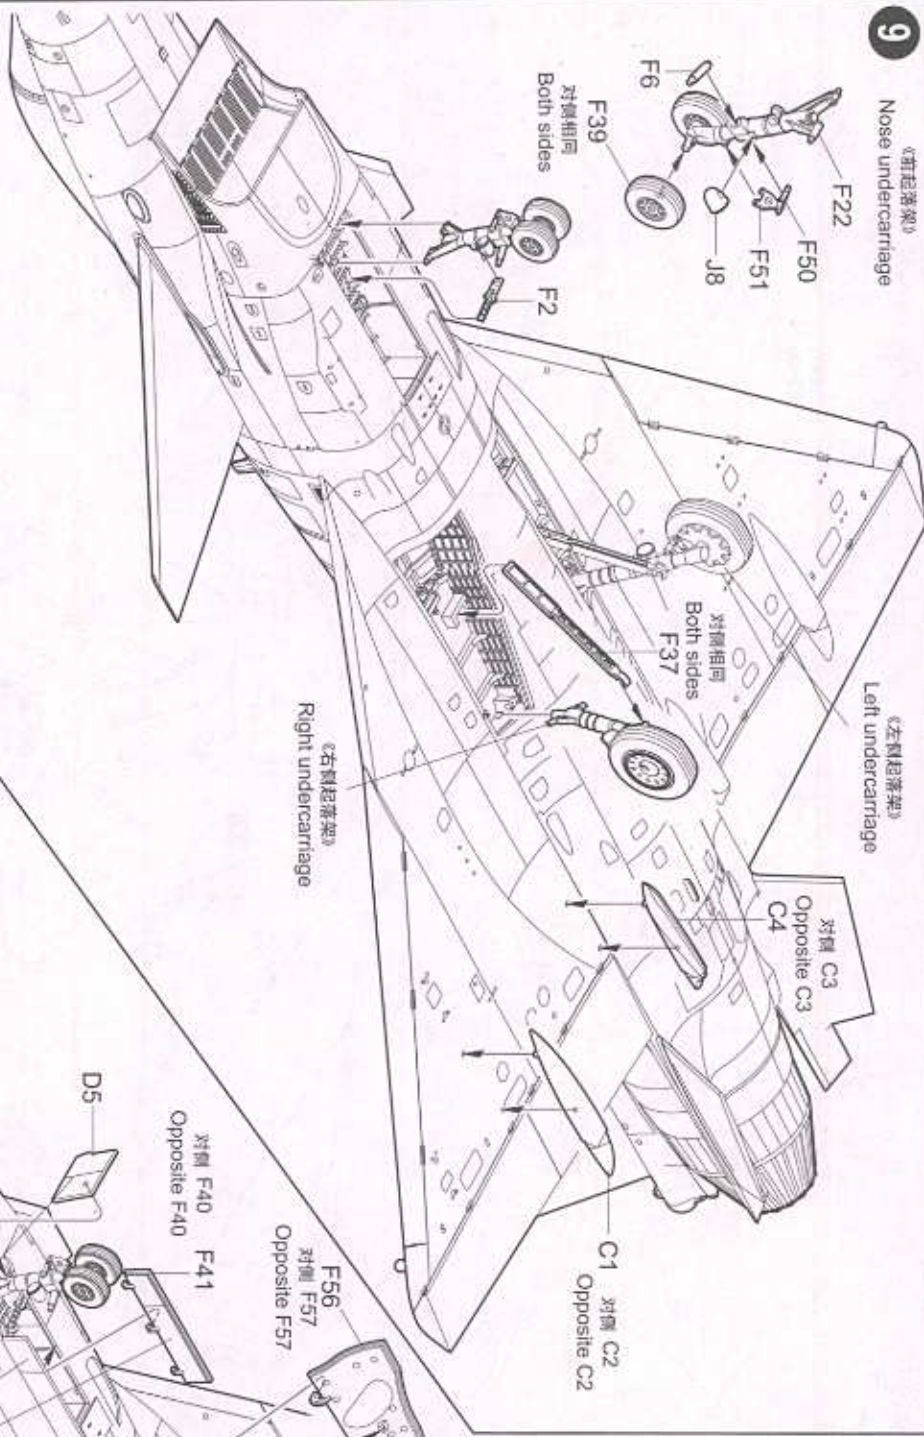 9
《前起落架》
Nose undercarriage
F22
F50
F51
J8
F6
F39
对侧相同
Both sides
F2
《左侧起落架》
Left undercarriage
对侧相同
Both sides
F37
《右侧起落架》
Right undercarriage
对侧 C3
Opposite C3
C4
C1
对侧 C2
Opposite C2
D5
对侧 F40
Opposite F40
F41
F56
对侧 F57
Opposite F57